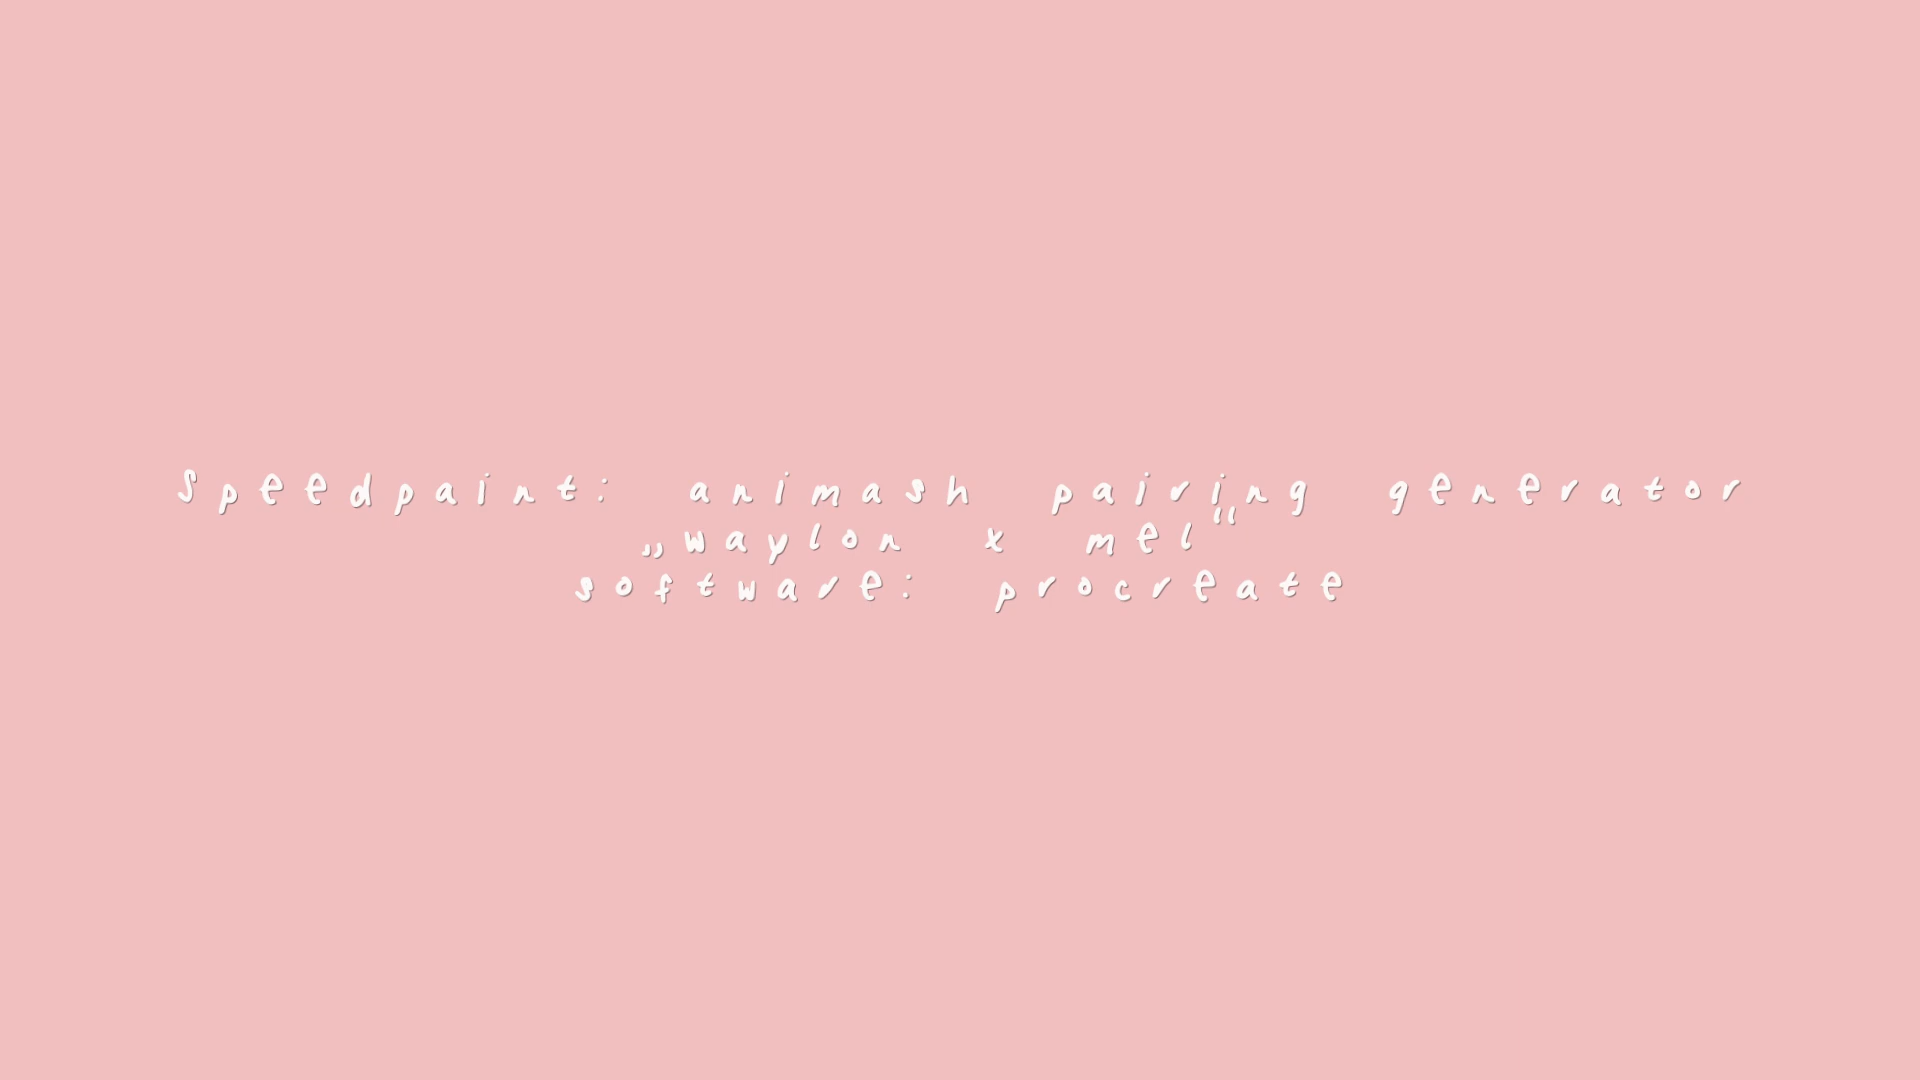 Speedpaint: animash pairing generator
„waylon x mel“
software: procreate